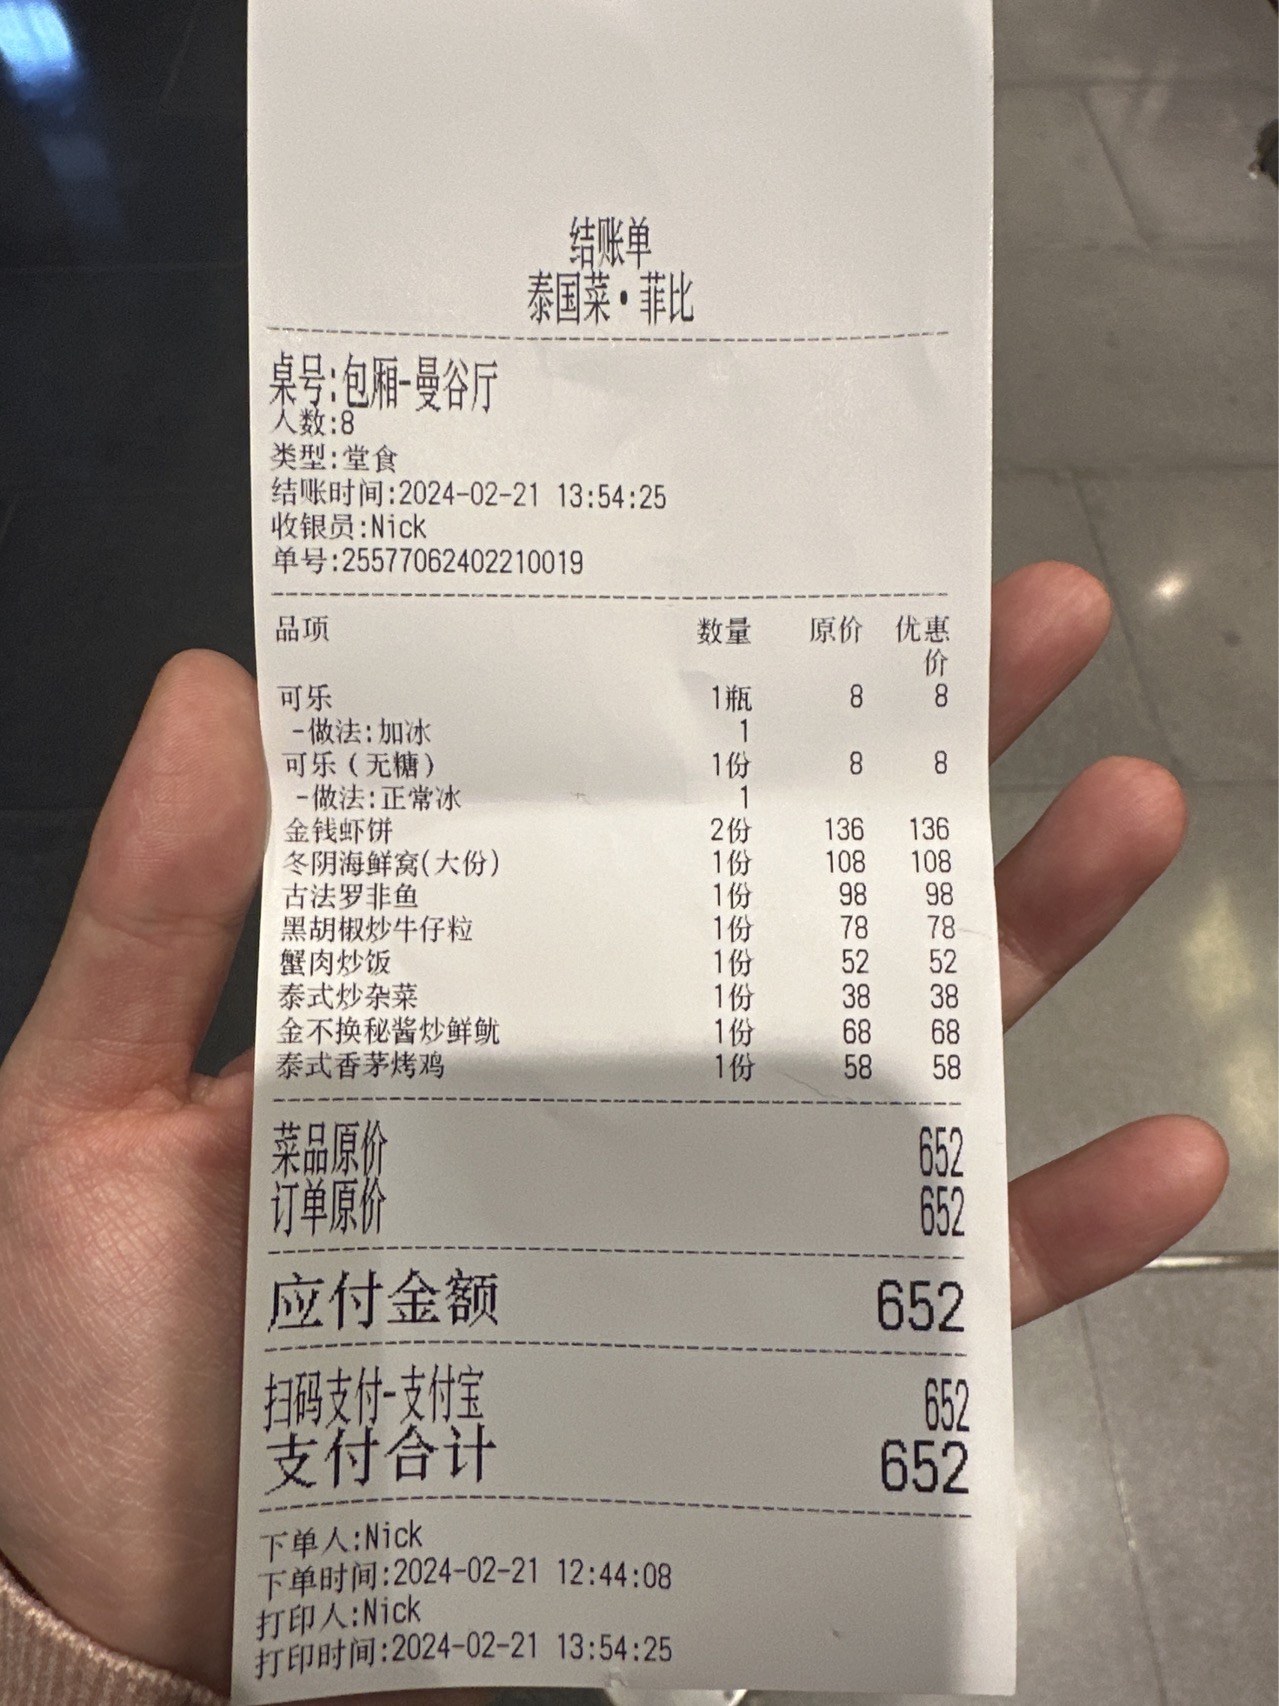 结账单
泰国菜·菲比
桌号:包厢-曼谷厅
人数:8
类型:堂食
结账时间:2024-02-21 13:54:25
收银员:Nick
单号:25577062402210019
品项 数量 原价 优惠价
可乐 1瓶 8 8
-做法:加冰 1
可乐(无糖) 1份 8 8
-做法:正常冰 1
金钱虾饼 2份 136 136
冬阴海鲜窝(大份) 1份 108 108
古法罗非鱼 1份 98 98
黑胡椒炒牛仔粒 1份 78 78
蟹肉炒饭 1份 52 52
泰式炒杂菜 1份 38 38
金不换秘酱炒鲜鱿 1份 68 68
泰式香茅烤鸡 1份 58 58
菜品原价 652
订单原价 652
应付金额 652
扫码支付-支付宝 652
支付合计 652
下单人:Nick
下单时间:2024-02-21 12:44:08
打印人:Nick
打印时间:2024-02-21 13:54:25